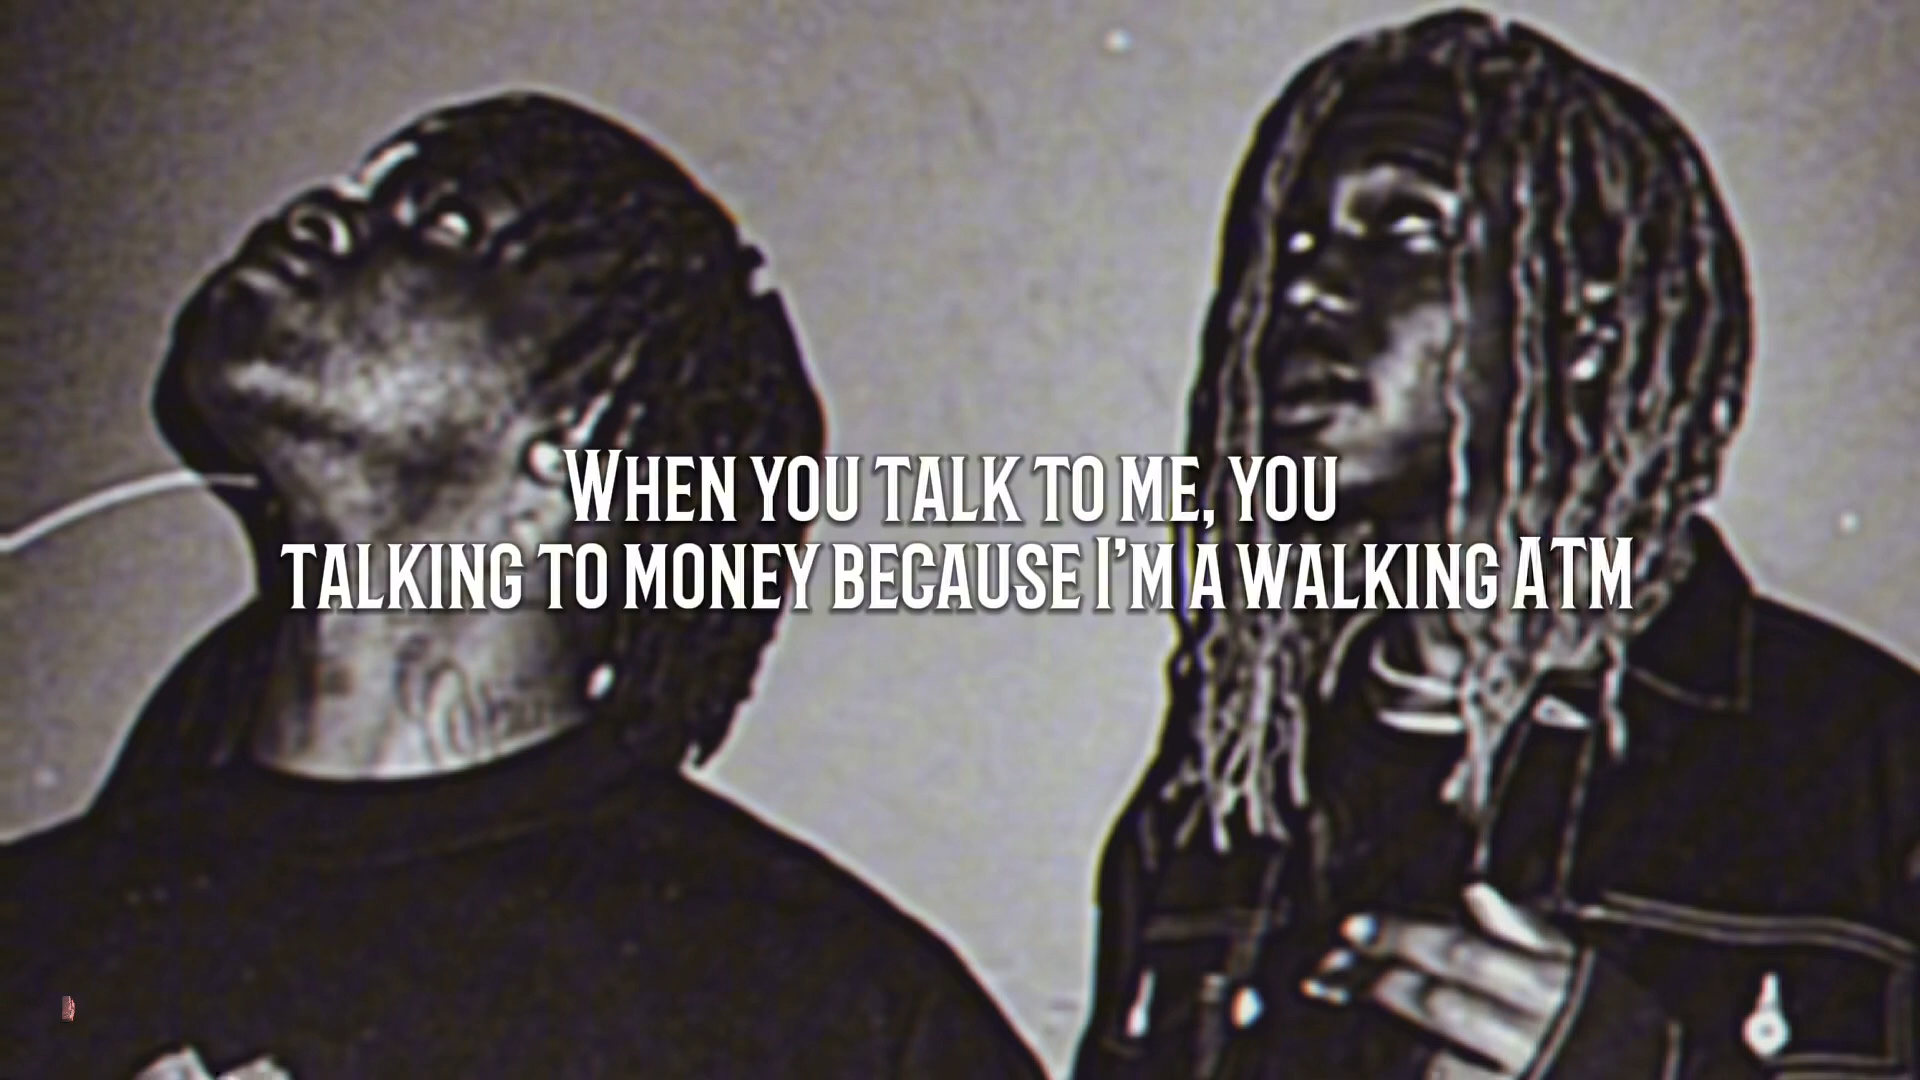 When you talk to me, you
talking to money because I’m a walking ATM